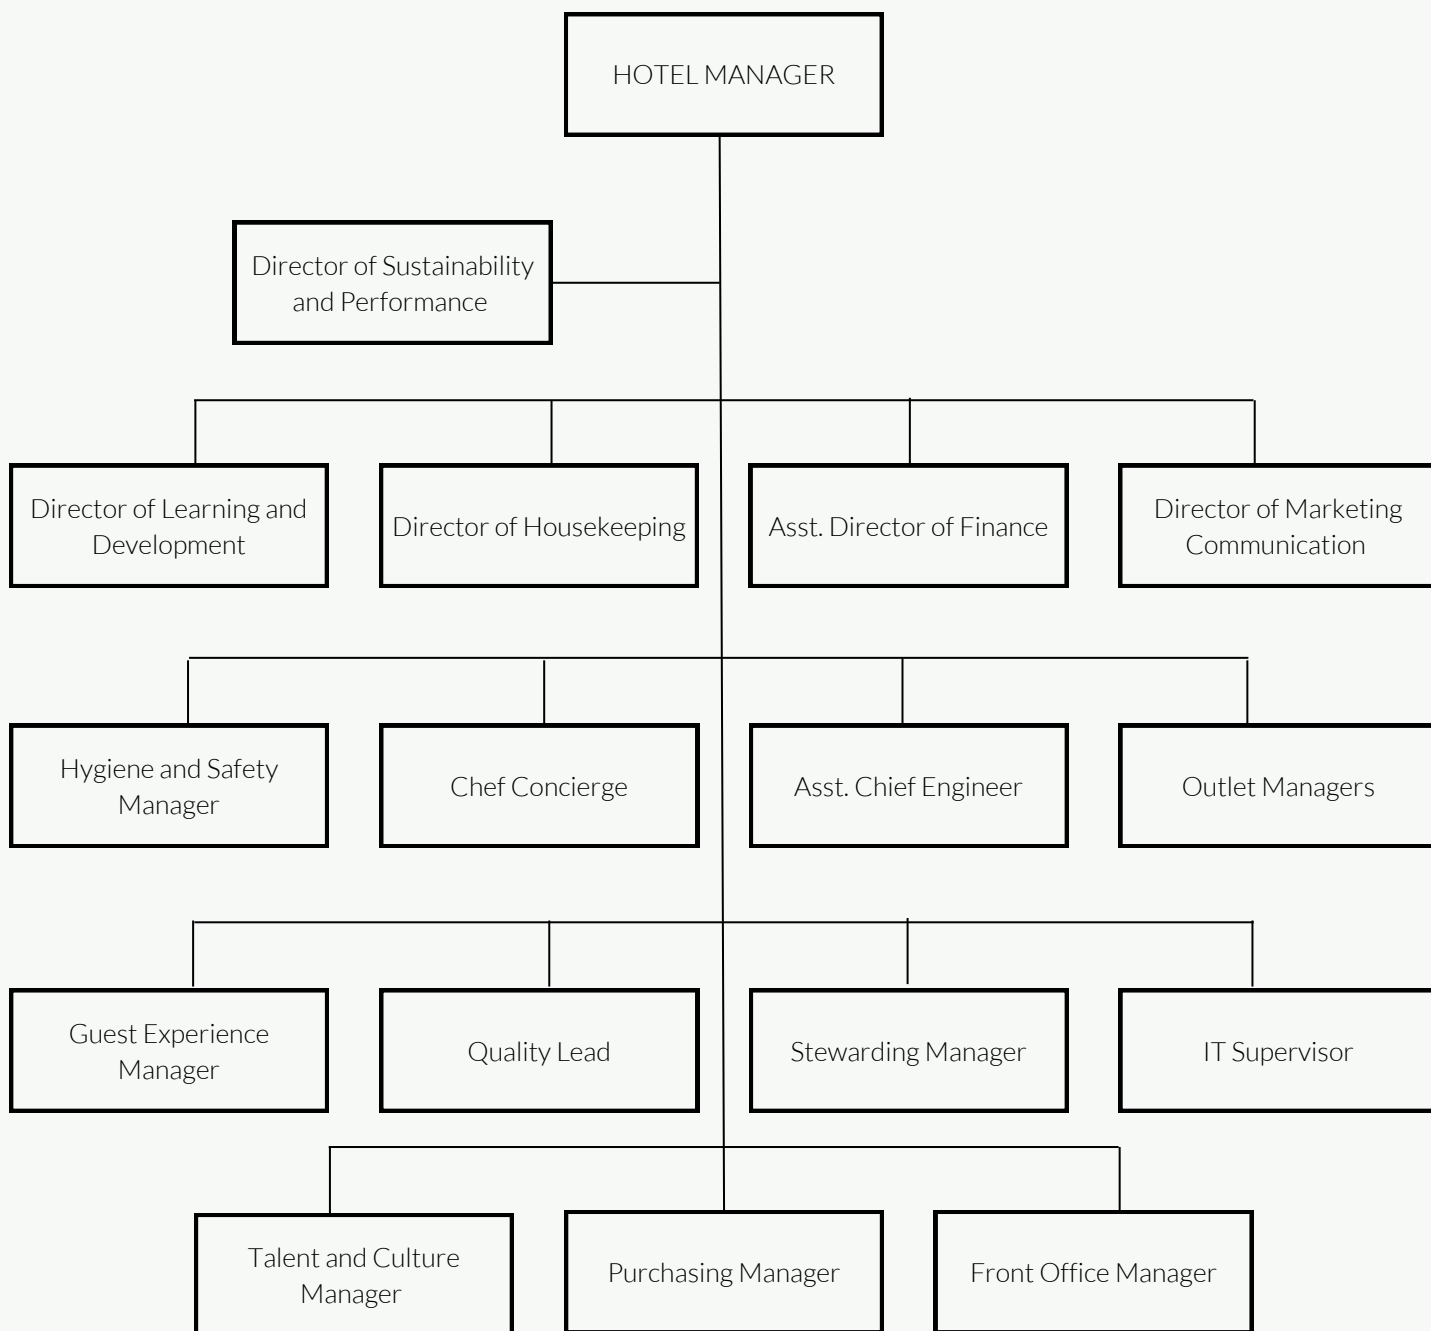 HOTEL MANAGER
Director of Sustainability
and Performance
Director of Learning and
Development
Director of Housekeeping
Asst. Director of Finance
Director of Marketing
Communication
Hygiene and Safety
Manager
Chef Concierge
Asst. Chief Engineer
Outlet Managers
Guest Experience
Manager
Quality Lead
Stewarding Manager
IT Supervisor
Talent and Culture
Manager
Purchasing Manager
Front Office Manager